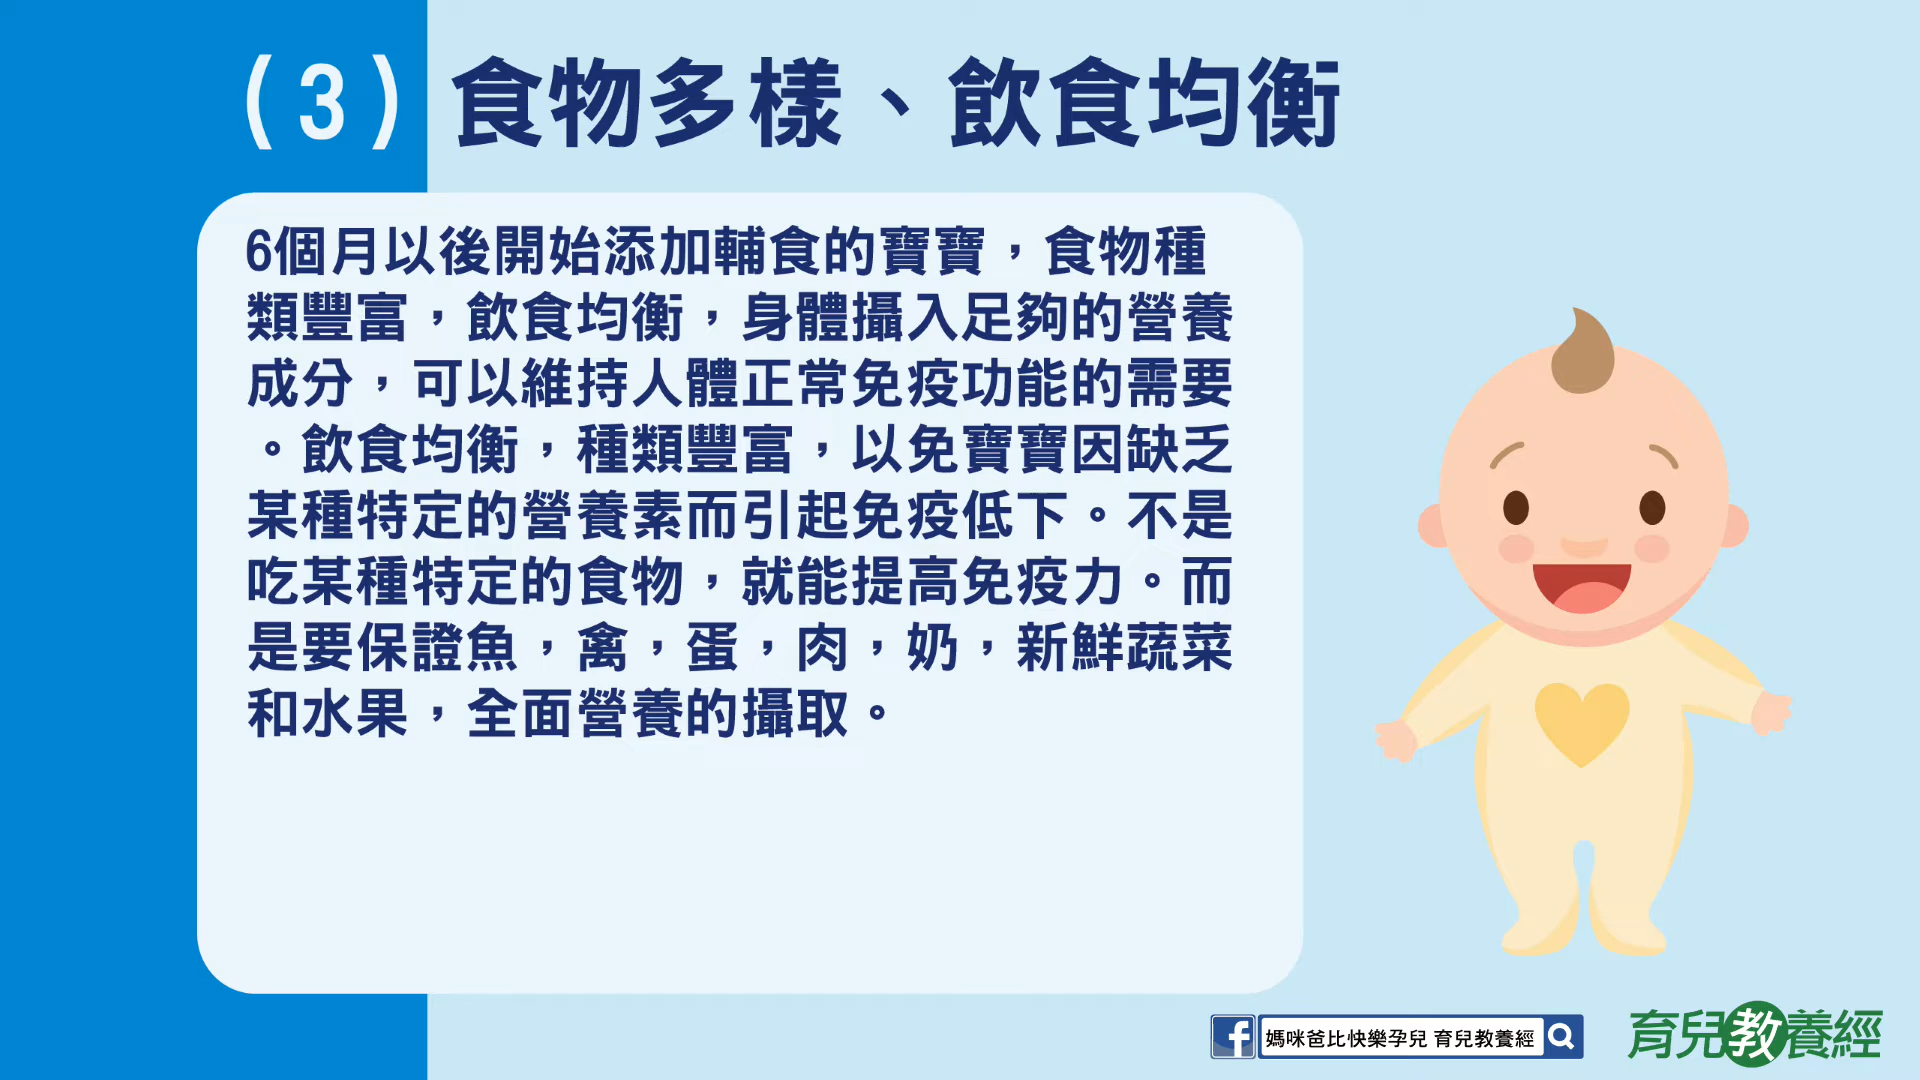 (3) 食物多樣、飲食均衡
6個月以後開始添加輔食的寶寶，食物種
類豐富，飲食均衡，身體攝入足夠的營養
成分，可以維持人體正常免疫功能的需要
。飲食均衡，種類豐富，以免寶寶因缺乏
某種特定的營養素而引起免疫低下。不是
吃某種特定的食物，就能提高免疫力。而
是要保證魚，禽，蛋，肉，奶，新鮮蔬菜
和水果，全面營養的攝取。
f 媽咪爸比快樂孕兒 育兒教養經
育兒教養經